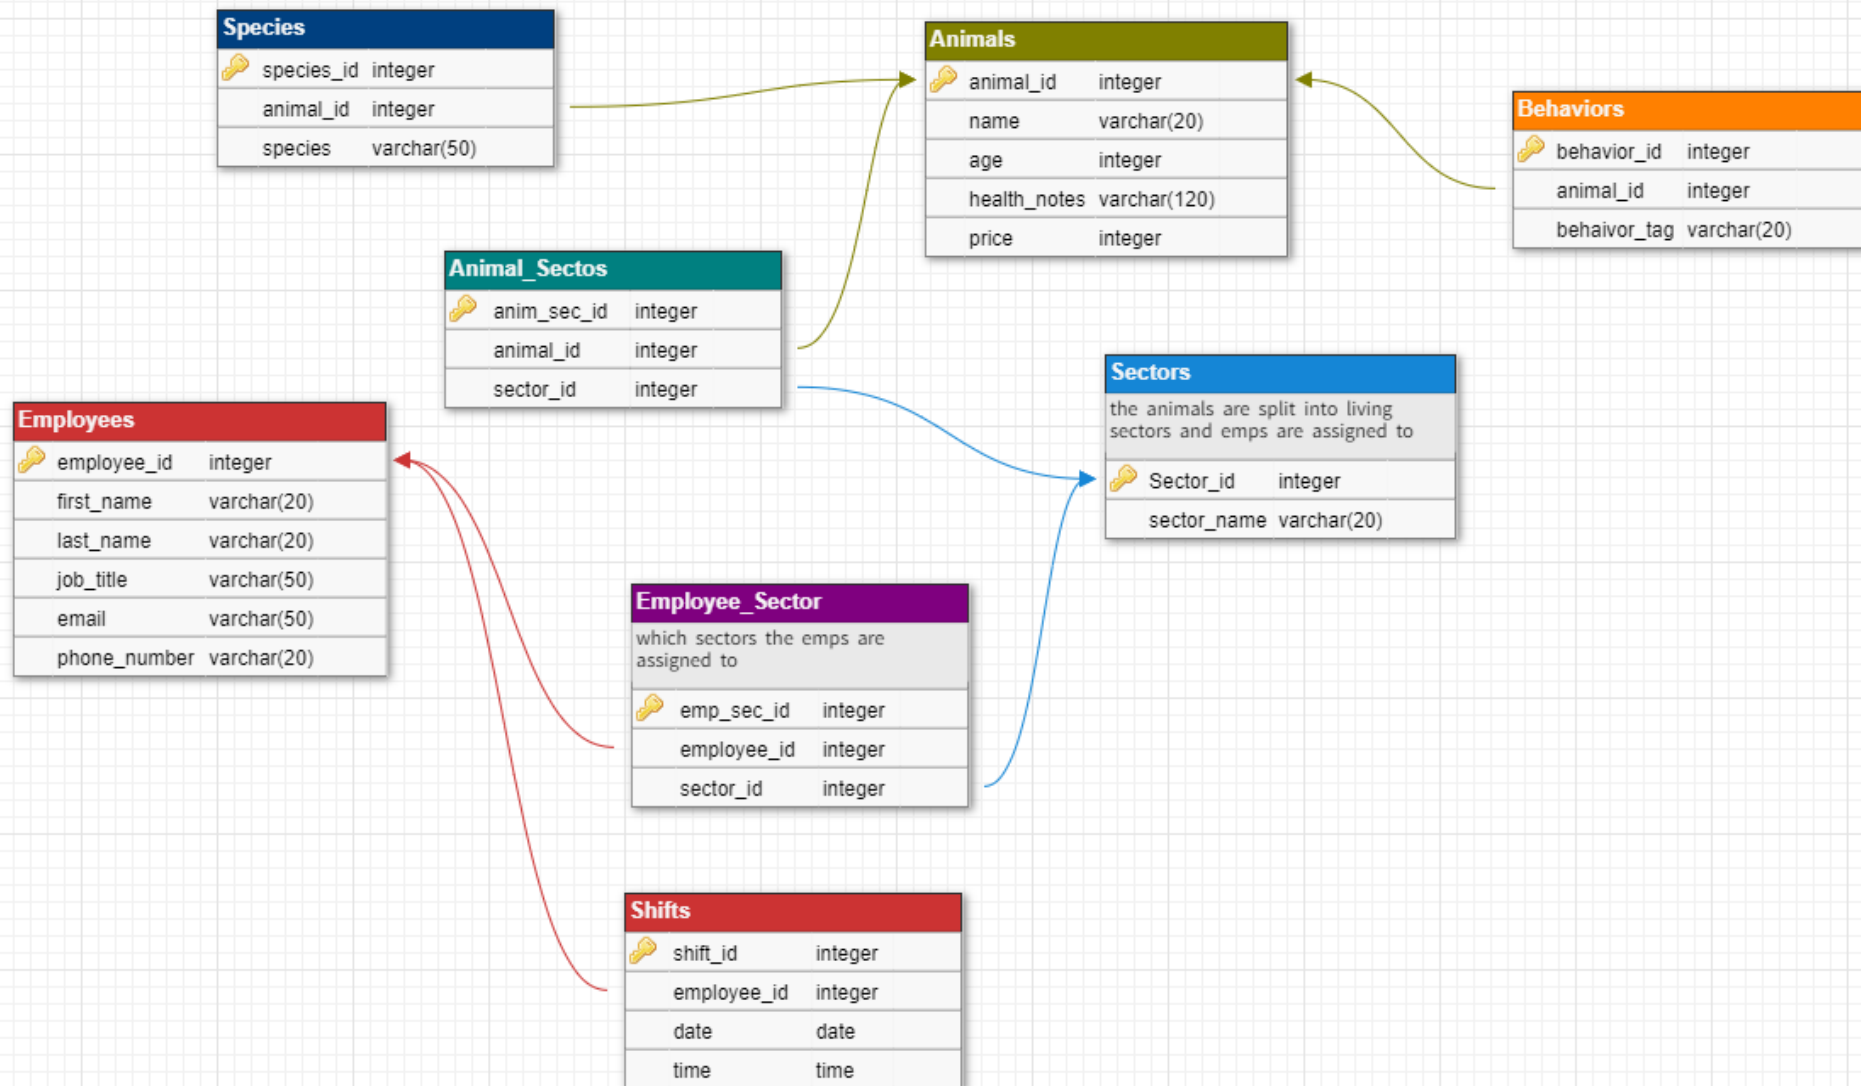 Species
species_id integer
animal_id integer
species varchar(50)
Animals
animal_id integer
name varchar(20)
age integer
health_notes varchar(120)
price integer
Behaviors
behavior_id integer
animal_id integer
behaivor_tag varchar(20)
Animal_Sectos
anim_sec_id integer
animal_id integer
sector_id integer
Sectors
the animals are split into living
sectors and emps are assigned to
Sector_id integer
sector_name varchar(20)
Employees
employee_id integer
first_name varchar(20)
last_name varchar(20)
job_title varchar(50)
email varchar(50)
phone_number varchar(20)
Employee_Sector
which sectors the emps are
assigned to
emp_sec_id integer
employee_id integer
sector_id integer
Shifts
shift_id integer
employee_id integer
date date
time time